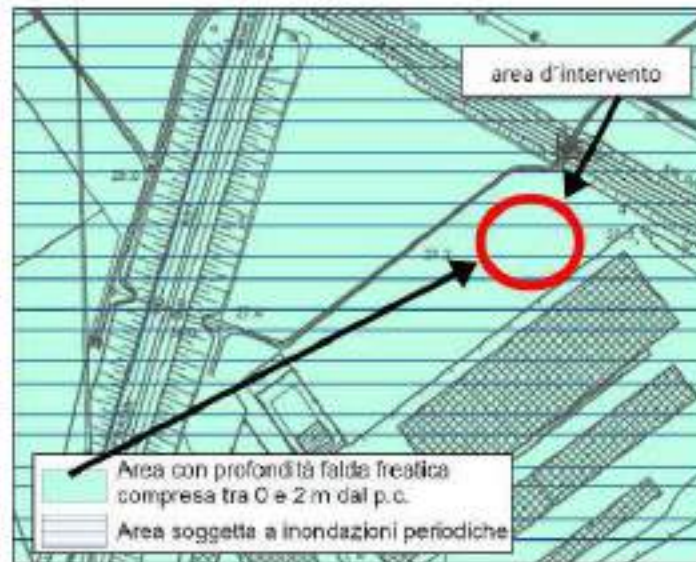 area d'intervento
Area con profondità falda freatica
compresa tra 0 e 2 m dal p.c.
Area soggetta a inondazioni periodiche